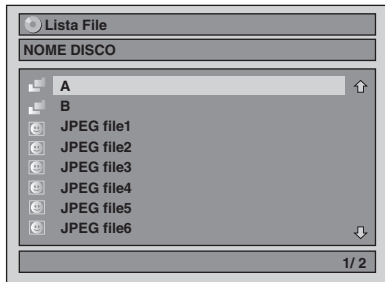 Lista File
NOME DISCO
A
B
JPEG file1
JPEG file2
JPEG file3
JPEG file4
JPEG file5
JPEG file6
1/ 2